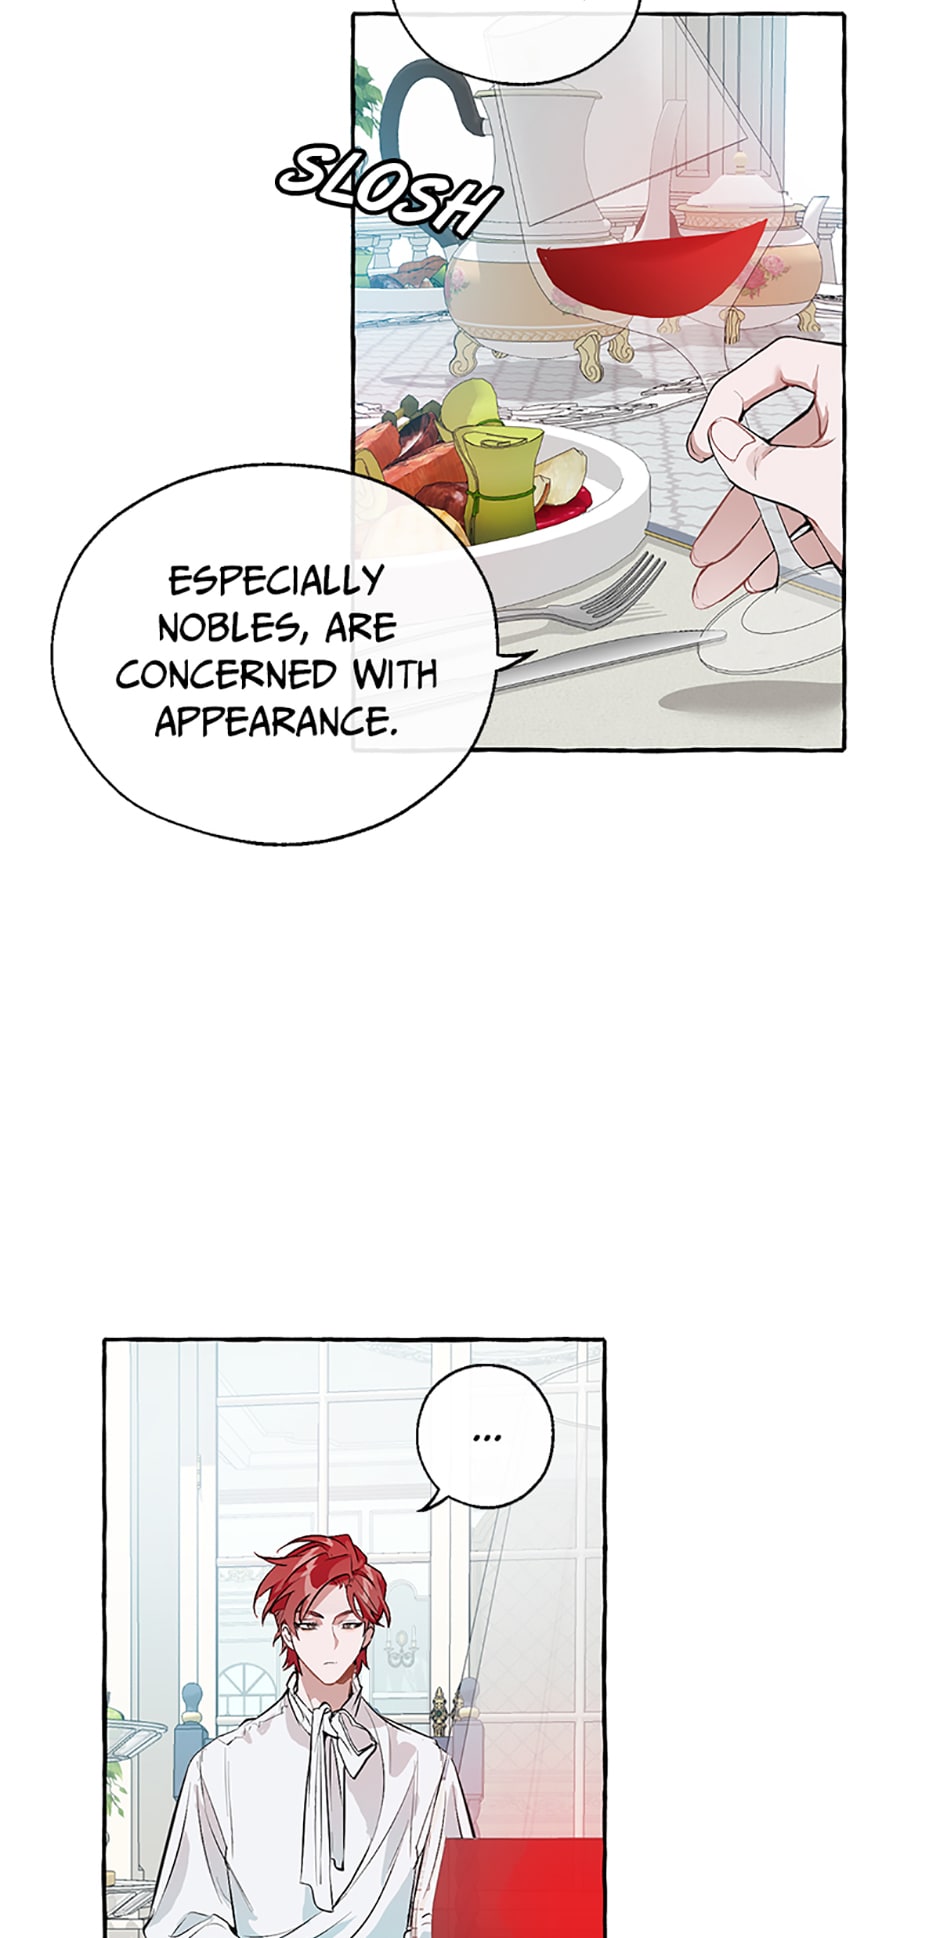 SLOSH
ESPECIALLY
NOBLES, ARE
CONCERNED WITH
APPEARANCE.
...